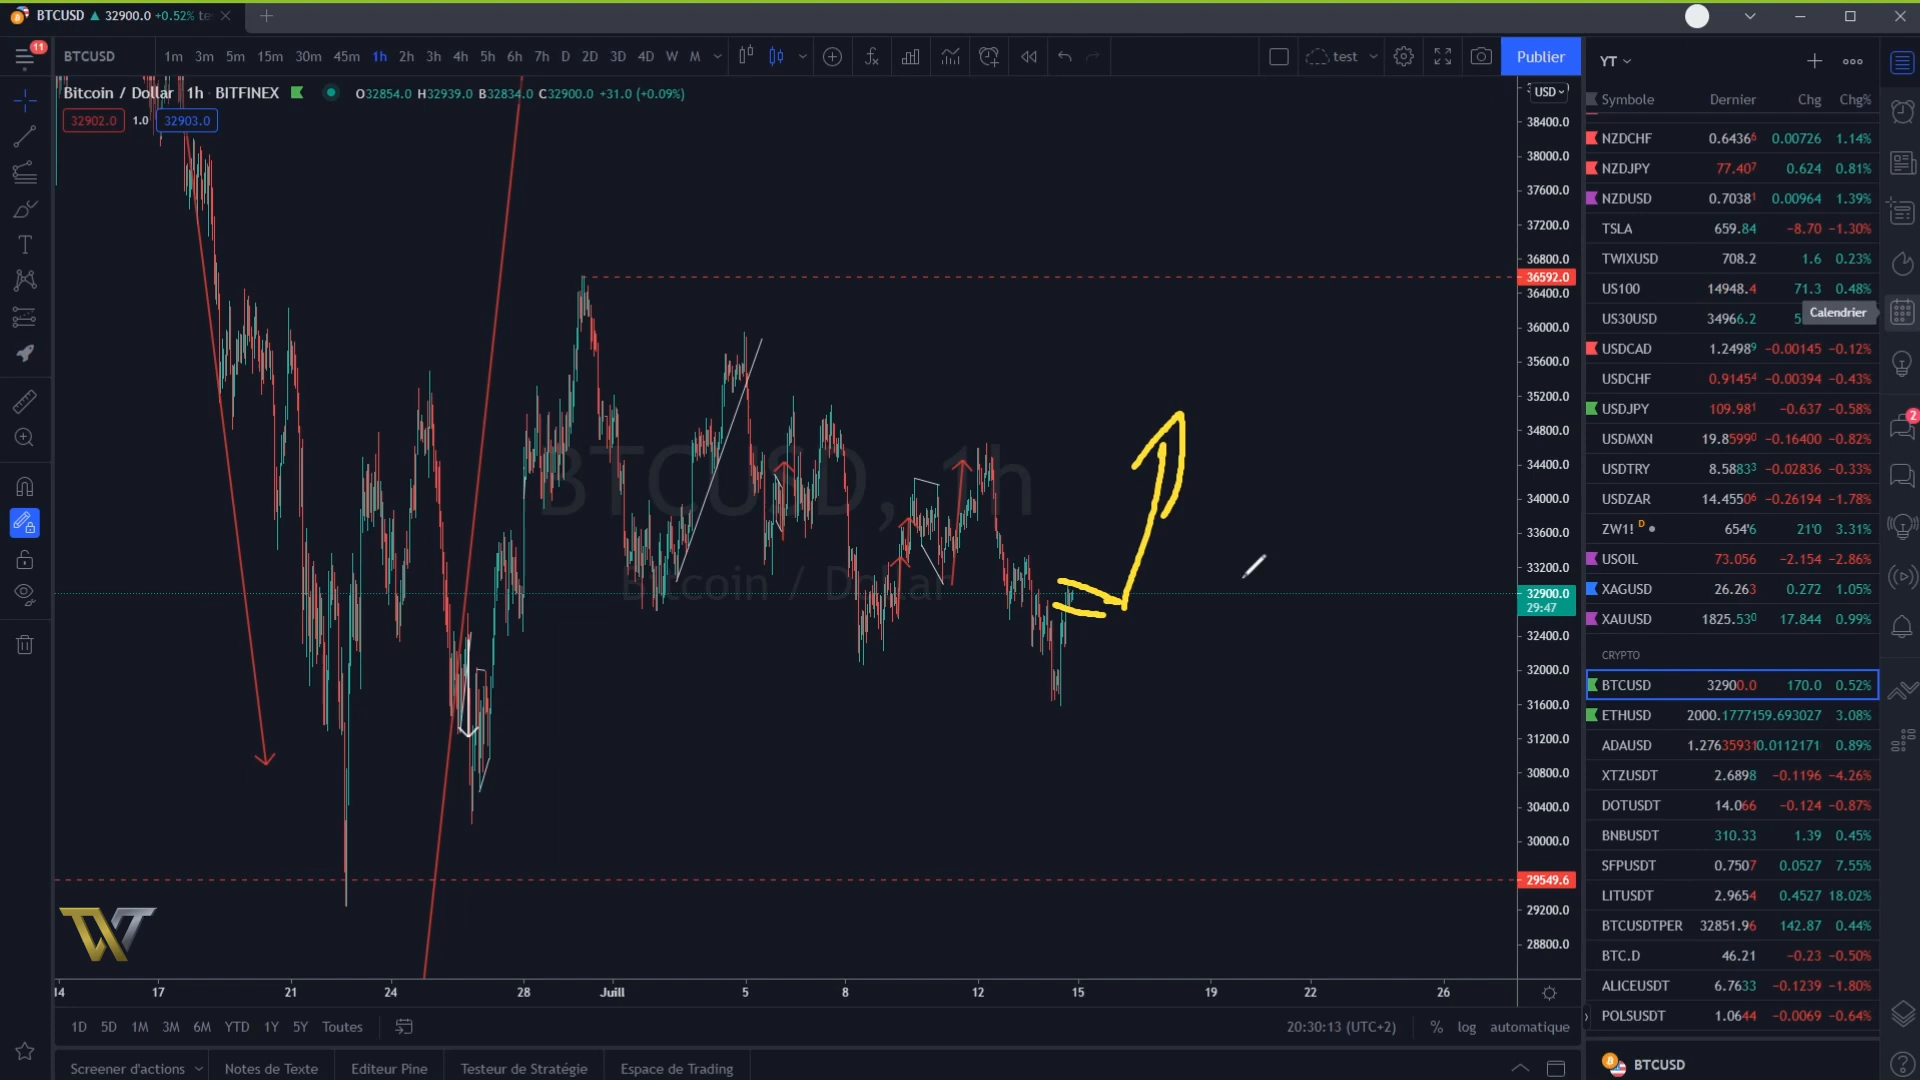 BTCUSD ▲ 32900.0 +0.52% te
11
BTCUSD
1m 3m 5m 15m 30m 45m 1h 2h 3h 4h 5h 6h 7h D 2D 3D 4D W M
test
Publier
YT
Bitcoin / Dollar 1h BITFINEX
O32854.0 H32939.0 B32834.0 C32900.0 +31.0 (+0.09%)
32902.0 1.0 32903.0
USD
38400.0
38000.0
37600.0
37200.0
36800.0
36592.0
36400.0
36000.0
35600.0
35200.0
34800.0
34400.0
34000.0
33600.0
33200.0
32900.0
29:47
32400.0
32000.0
31600.0
31200.0
30800.0
30400.0
30000.0
29549.6
29200.0
28800.0
BTCUSD, 1h
Bitcoin / Dollar
14 17 21 24 28 Juill 5 8 12 15 19 22 26
1D 5D 1M 3M 6M YTD 1Y 5Y Toutes
20:30:13 (UTC+2) % log automatique
Screener d'actions Notes de Texte Editeur Pine Testeur de Stratégie Espace de Trading
Symbole Dernier Chg Chg%
NZDCHF 0.64366 0.00726 1.14%
NZDJPY 77.407 0.624 0.81%
NZDUSD 0.70381 0.00964 1.39%
TSLA 659.84 −8.70 −1.30%
TWIXUSD 708.2 1.6 0.23%
US100 14948.4 71.3 0.48%
Calendrier
US30USD 34966.2 5
USDCAD 1.24989 −0.00145 −0.12%
USDCHF 0.91454 −0.00394 −0.43%
USDJPY 109.981 −0.637 −0.58%
USDMXN 19.85990 −0.16400 −0.82%
2
USDTRY 8.58833 −0.02836 −0.33%
USDZAR 14.45506 −0.26194 −1.78%
ZW1! D 654'6 21'0 3.31%
USOIL 73.056 −2.154 −2.86%
XAGUSD 26.263 0.272 1.05%
XAUUSD 1825.530 17.844 0.99%
CRYPTO
BTCUSD 32900.0 170.0 0.52%
ETHUSD 2000.1777159.693027 3.08%
ADAUSD 1.276359310.0112171 0.89%
XTZUSDT 2.6898 −0.1196 −4.26%
DOTUSDT 14.066 −0.124 −0.87%
BNBUSDT 310.33 1.39 0.45%
SFPUSDT 0.7507 0.0527 7.55%
LITUSDT 2.9654 0.4527 18.02%
BTCUSDTPER 32851.96 142.87 0.44%
BTC.D 46.21 −0.23 −0.50%
ALICEUSDT 6.7633 −0.1239 −1.80%
POLSUSDT 1.0644 −0.0069 −0.64%
BTCUSD